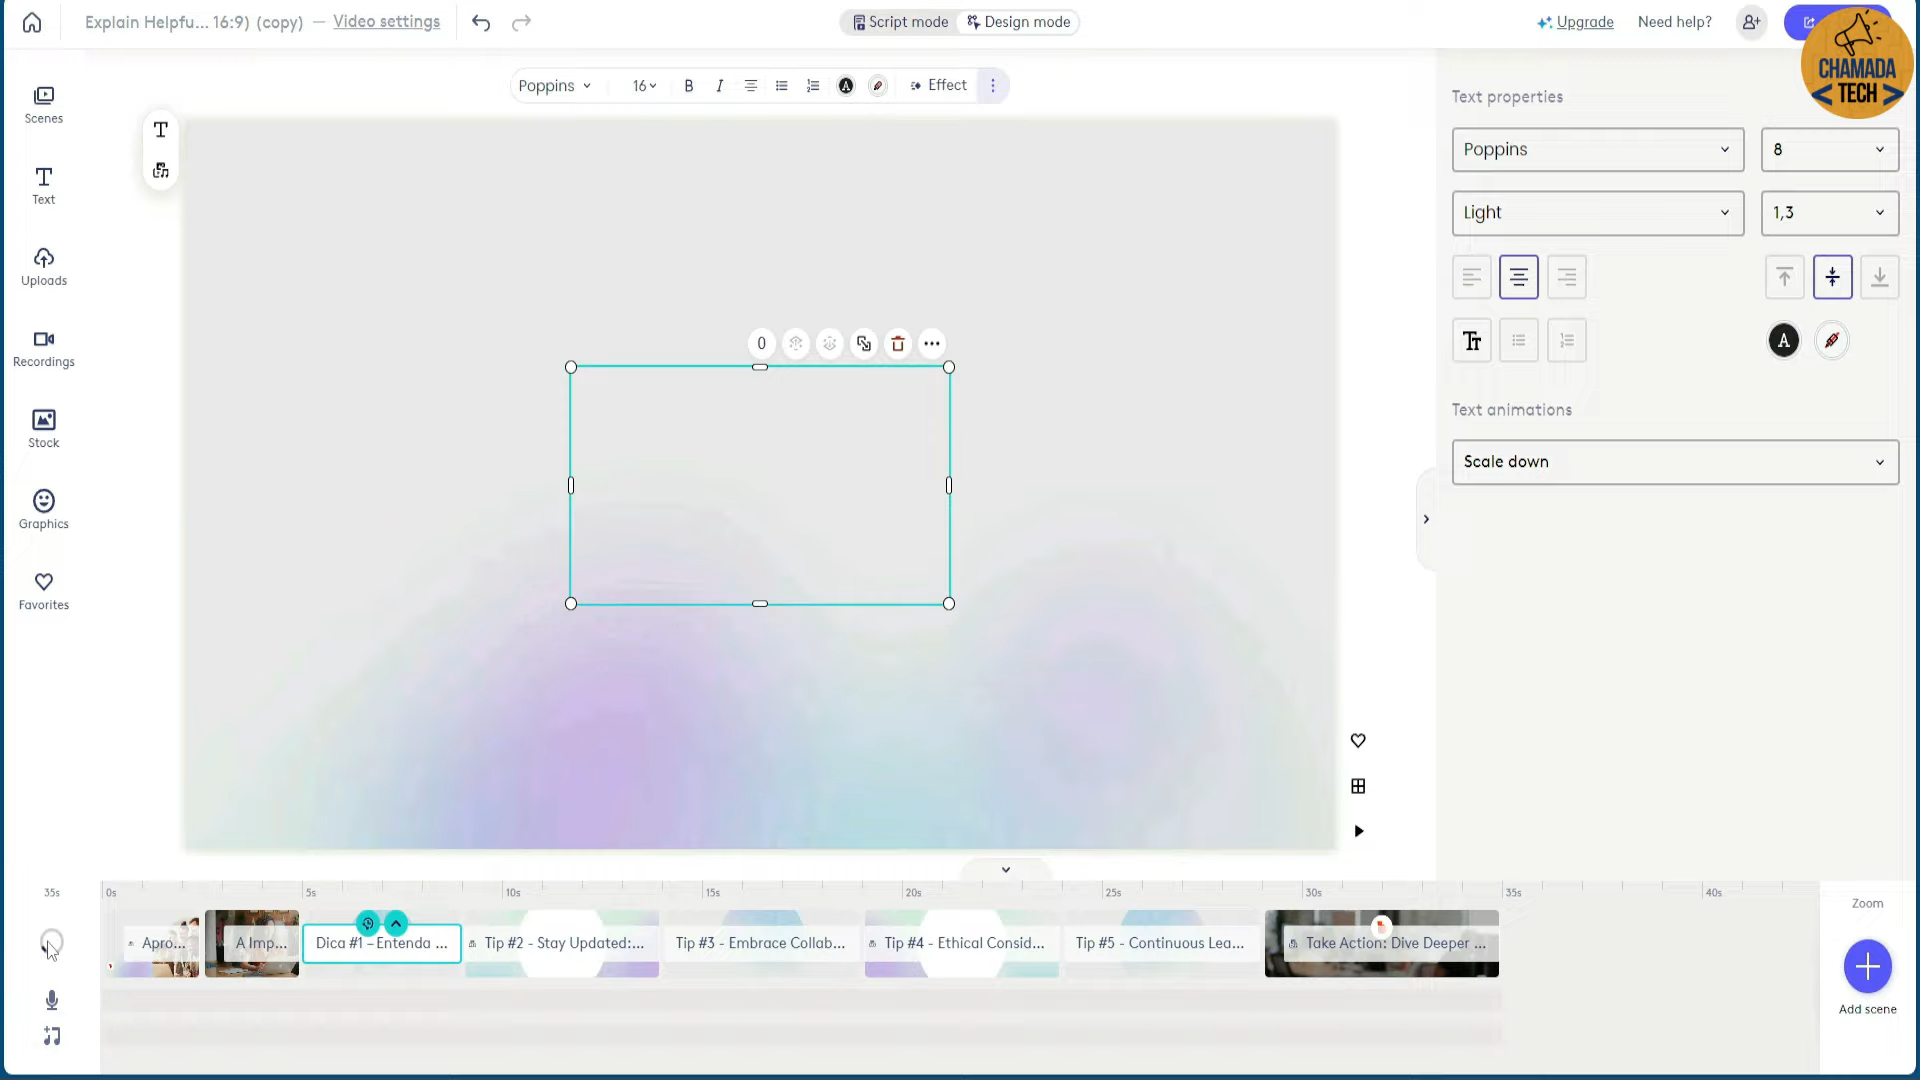 Explain Helpfu... 16:9) (copy) — Video settings
Script mode
Design mode
Upgrade
Need help?
CHAMADA
<TECH>
Scenes
Text
Uploads
Recordings
Stock
Graphics
Favorites
Poppins
16
B
I
A
Effect
T
0
Text properties
Poppins
8
Light
1,3
Tt
A
Text animations
Scale down
35s
0s
5s
10s
15s
20s
25s
30s
35s
40s
Apro...
A Imp...
Dica #1 – Entenda ...
Tip #2 - Stay Updated:...
Tip #3 - Embrace Collab...
Tip #4 - Ethical Consid...
Tip #5 - Continuous Lea...
Take Action: Dive Deeper ...
Zoom
Add scene